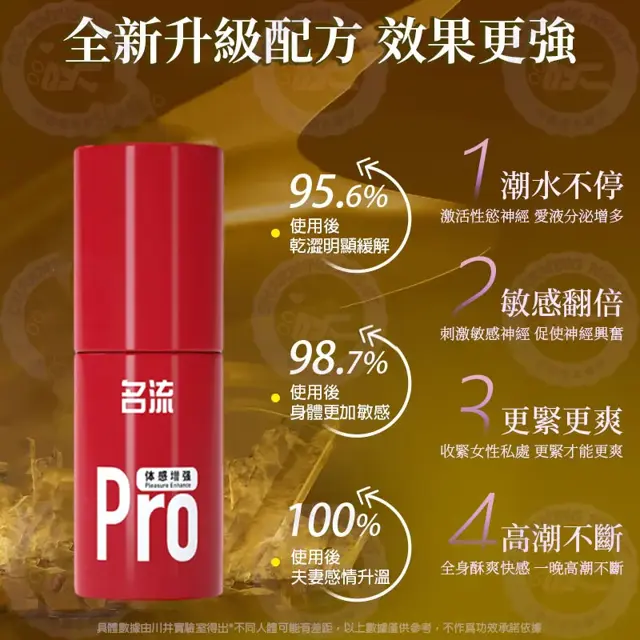 全新升級配方 效果更強
95.6%
使用後
乾澀明顯緩解
98.7%
使用後
身體更加敏感
100%
使用後
夫妻感情升溫
1 潮水不停
激活性慾神經 愛液分泌增多
2 敏感翻倍
刺激敏感神經 促使神經興奮
3 更緊更爽
收緊女性私處 更緊才能更爽
4 高潮不斷
全身酥爽快感 一晚高潮不斷
名流
体感增强
Pleasure Enhance
Pro
具體數據由川井實驗室得出*不同人體可能有差距，以上數據僅供參考，不作為功效承諾依據